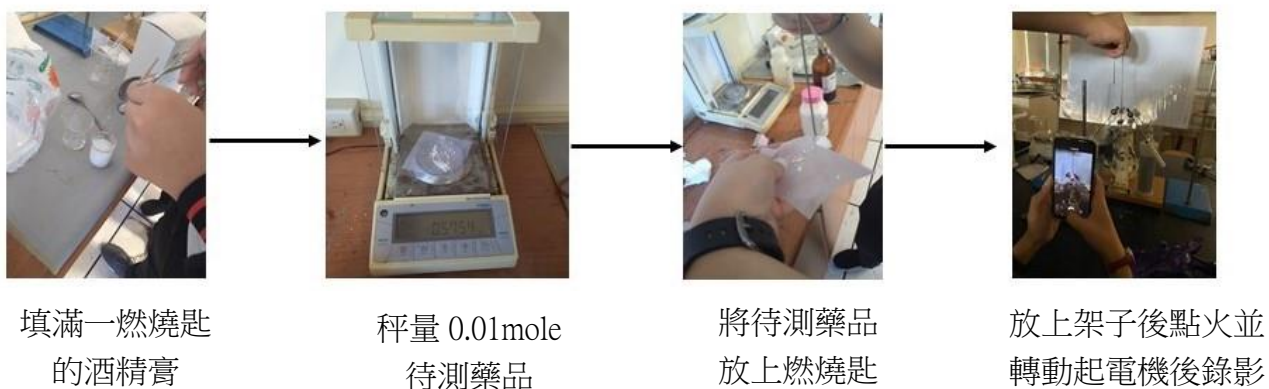 填滿一燃燒匙
的酒精膏
秤量 0.01mole
待測藥品
將待測藥品
放上燃燒匙
放上架子後點火並
轉動起電機後錄影